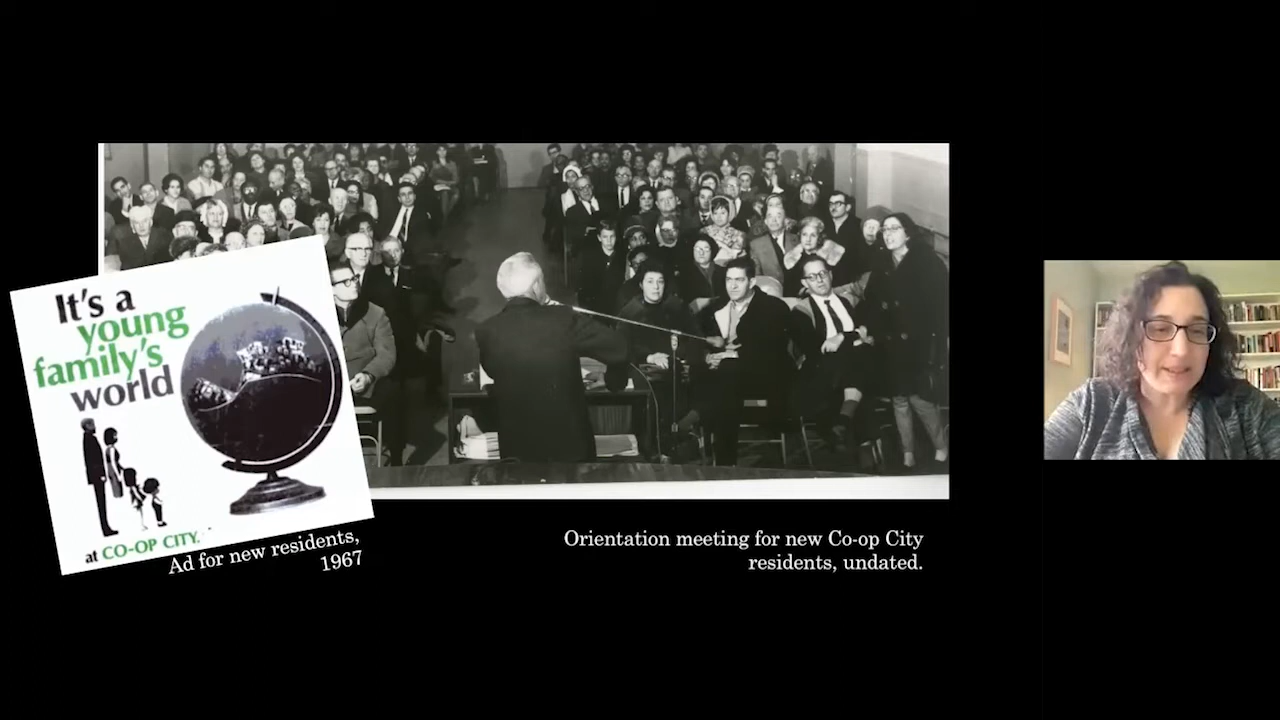 It's a
young
family's
world
at CO-OP CITY.
Ad for new residents,
1967
Orientation meeting for new Co-op City
residents, undated.